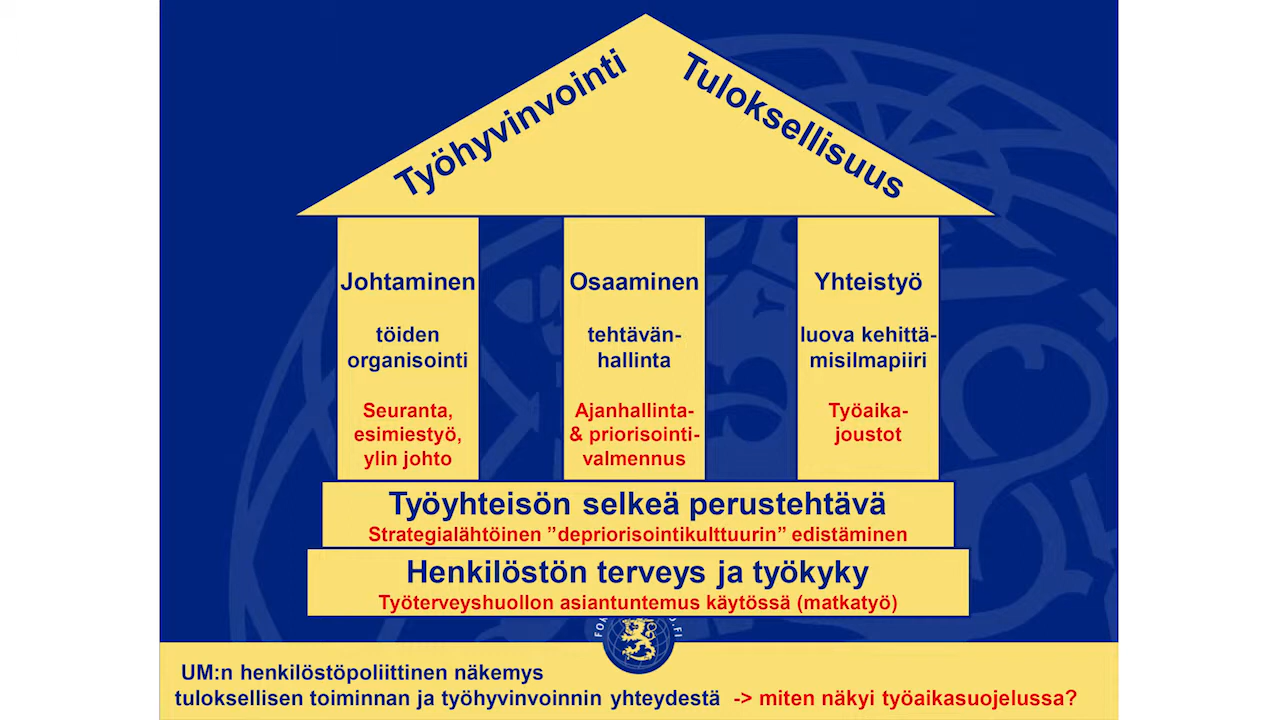 Työhyvinvointi
Tuloksellisuus
Johtaminen
töiden
organisointi
Seuranta,
esimiestyö,
ylin johto
Osaaminen
tehtävän-
hallinta
Ajanhallinta-
& priorisointi-
valmennus
Yhteistyö
luova kehittä-
misilmapiiri
Työaika-
joustot
Työyhteisön selkeä perustehtävä
Strategialähtöinen ”depriorisointikulttuurin” edistäminen
Henkilöstön terveys ja työkyky
Työterveyshuollon asiantuntemus käytössä (matkatyö)
UM:n henkilöstöpoliittinen näkemys
tuloksellisen toiminnan ja työhyvinvoinnin yhteydestä -> miten näkyi työaikasuojelussa?